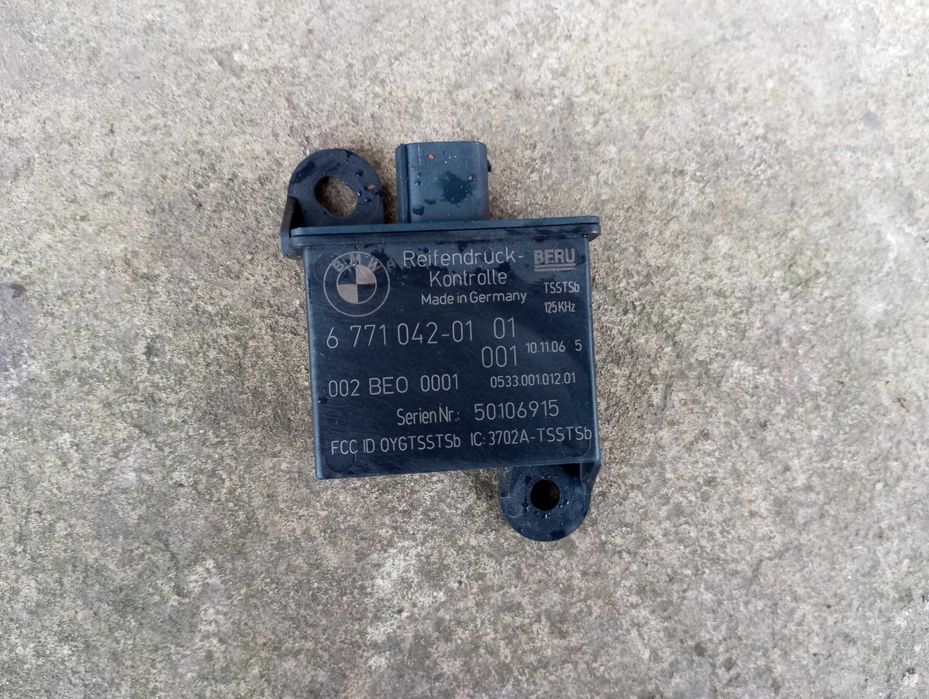 BMW
Reifendruck-
Kontrolle
Made in Germany
BERU
TSSTSb
125KHz
6 771 042-01 01
001 10.11.06 5
002 BEO 0001 0533.001.012.01
Serien Nr.: 50106915
FCC ID OYGTSSTSb IC: 3702A-TSSTSb